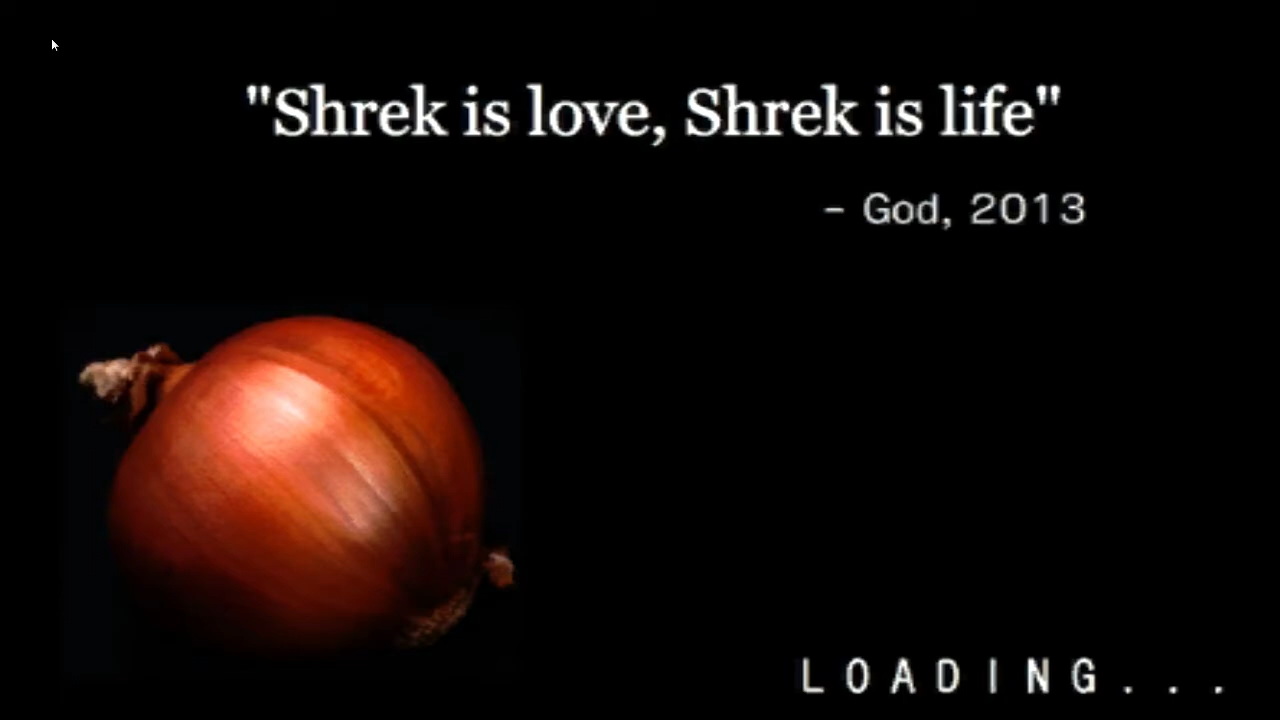 "Shrek is love, Shrek is life"
– God, 2013
LOADING...